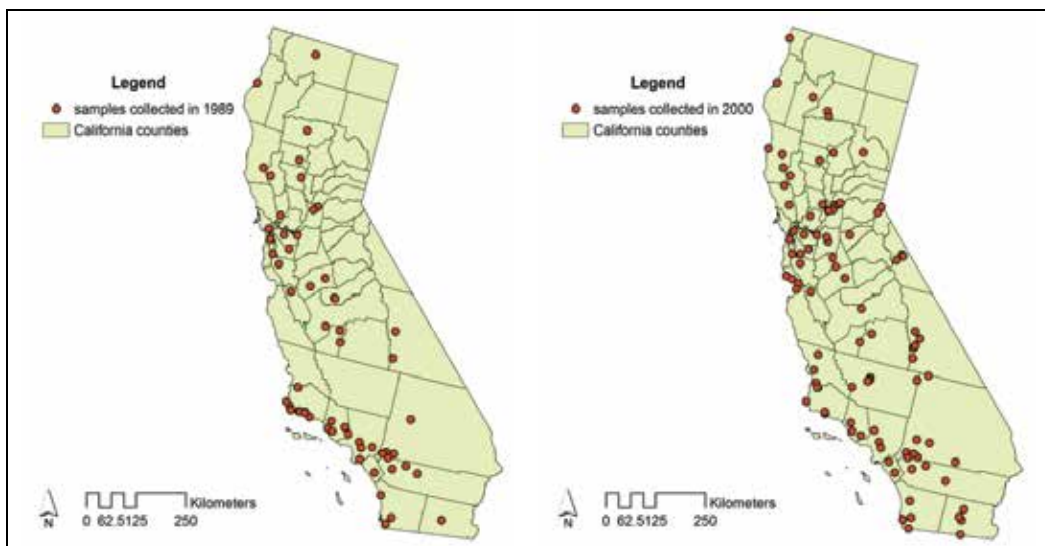 Legend
samples collected in 1989
California counties
N
Kilometers
0 62.5125 250
Legend
samples collected in 2000
California counties
N
Kilometers
0 62.5125 250